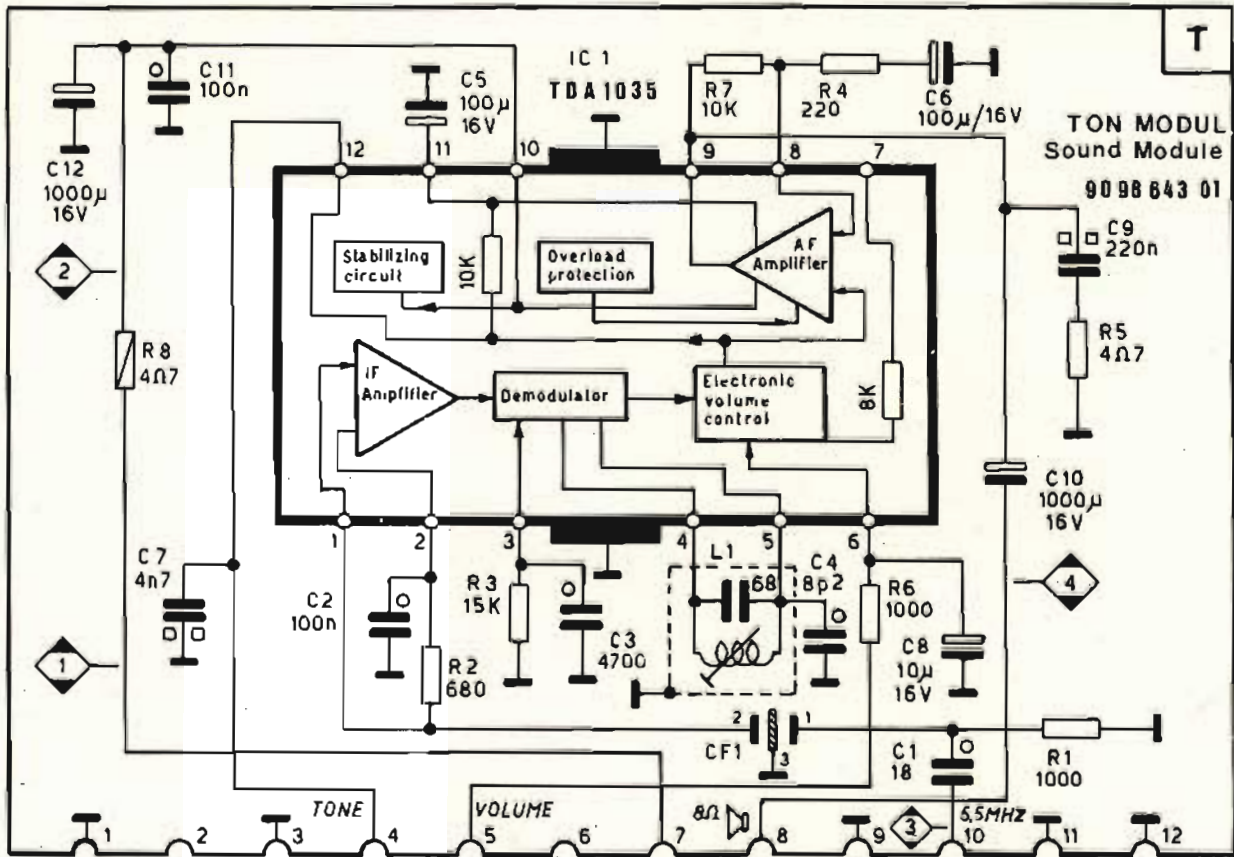 T
TON MODUL
Sound Module
90 98 643 01
IC 1
TDA1035
C12
1000µ
16V
C11
100n
C5
100µ
16V
R7
10K
R4
220
C6
100µ/16V
C9
220n
R5
4Ω7
12
11
10
9
8
7
2
Stabilizing
circuit
10K
Overload
protection
AF
Amplifier
R8
4Ω7
IF
Amplifier
Demodulator
Electronic
volume
control
8K
C10
1000µ
16V
4
1
2
3
4
5
6
C7
4n7
1
C2
100n
R2
680
R3
15K
C3
4700
L1
68
C4
8p2
R6
1000
C8
10µ
16V
2
1
3
CF1
C1
18
R1
1000
TONE
VOLUME
8Ω
3
5,5MHZ
1
2
3
4
5
6
7
8
9
10
11
12